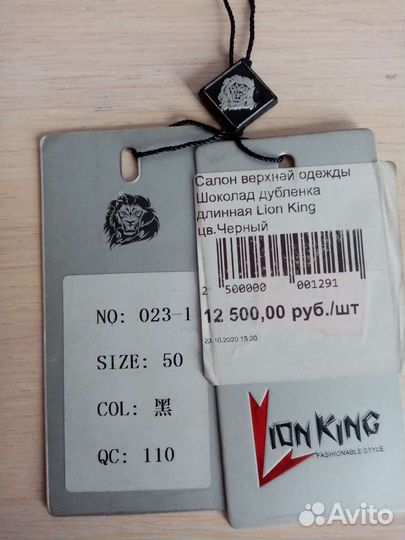 Салон верхней одежды
Шоколад дубленка
длинная Lion King
цв.Черный
2 500000 001291
12 500,00 руб./шт
23.10.2020 15:30
NO: 023-1
SIZE: 50
COL: 黑
QC: 110
LION KING
FASHIONABLE STYLE
Avito